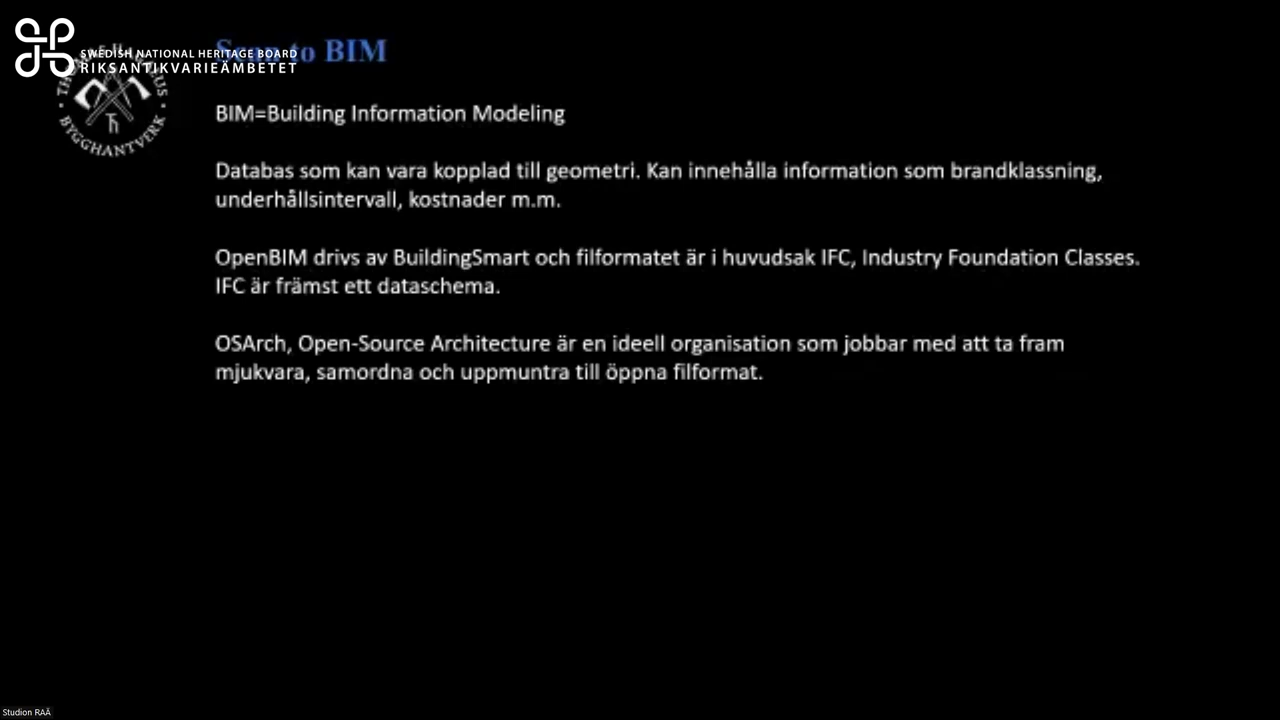 Scan to BIM
SWEDISH NATIONAL HERITAGE BOARD
RIKSANTIKVARIEÄMBETET
BYGGHANTVERK
BIM=Building Information Modeling
Databas som kan vara kopplad till geometri. Kan innehålla information som brandklassning,
underhållsintervall, kostnader m.m.
OpenBIM drivs av BuildingSmart och filformatet är i huvudsak IFC, Industry Foundation Classes.
IFC är främst ett dataschema.
OSArch, Open-Source Architecture är en ideell organisation som jobbar med att ta fram
mjukvara, samordna och uppmuntra till öppna filformat.
Studion RAÄ